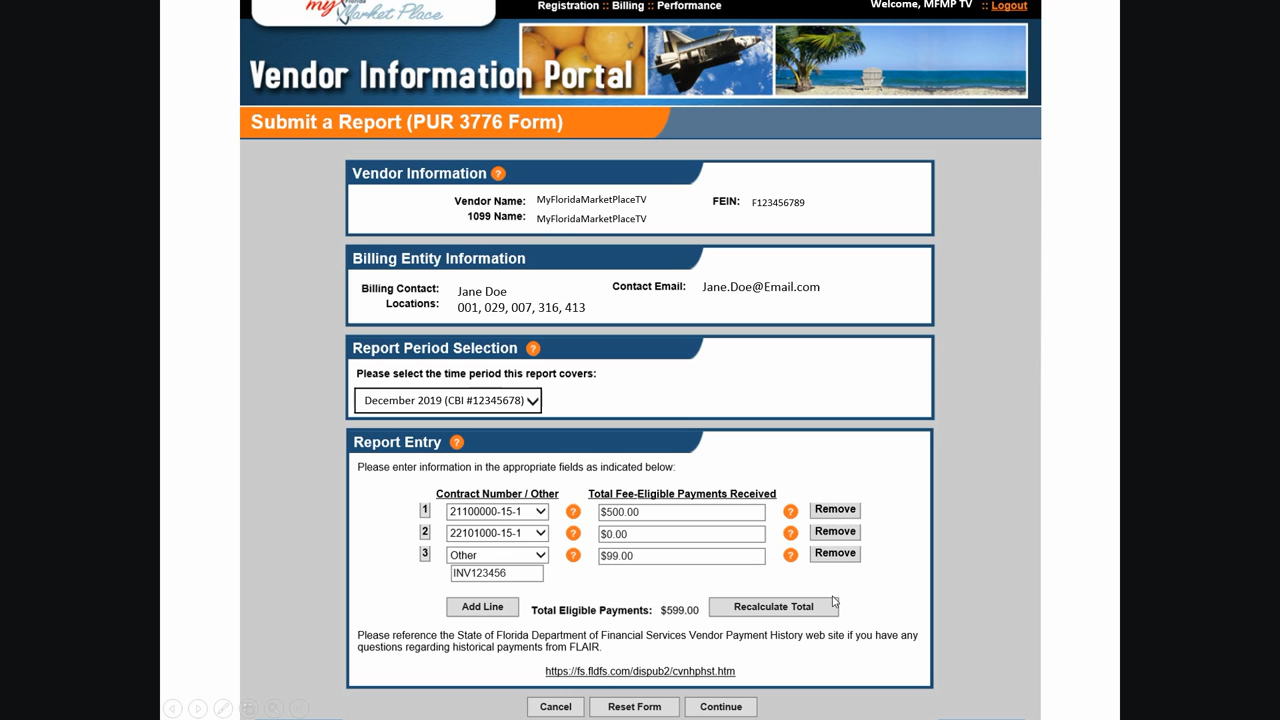 my Florida
Market Place
Registration :: Billing :: Performance
Welcome, MFMP TV :: Logout
Vendor Information Portal
Submit a Report (PUR 3776 Form)
Vendor Information ?
Vendor Name: MyFloridaMarketPlaceTV FEIN: F123456789
1099 Name: MyFloridaMarketPlaceTV
Billing Entity Information
Billing Contact: Jane Doe Contact Email: Jane.Doe@Email.com
Locations: 001, 029, 007, 316, 413
Report Period Selection ?
Please select the time period this report covers:
December 2019 (CBI #12345678)
Report Entry ?
Please enter information in the appropriate fields as indicated below:
Contract Number / Other Total Fee-Eligible Payments Received
1 21100000-15-1 ? $500.00 ? Remove
2 22101000-15-1 ? $0.00 ? Remove
3 Other ? $99.00 ? Remove
INV123456
Add Line Total Eligible Payments: $599.00 Recalculate Total
Please reference the State of Florida Department of Financial Services Vendor Payment History web site if you have any
questions regarding historical payments from FLAIR.
https://fs.fldfs.com/dispub2/cvnhphst.htm
Cancel Reset Form Continue